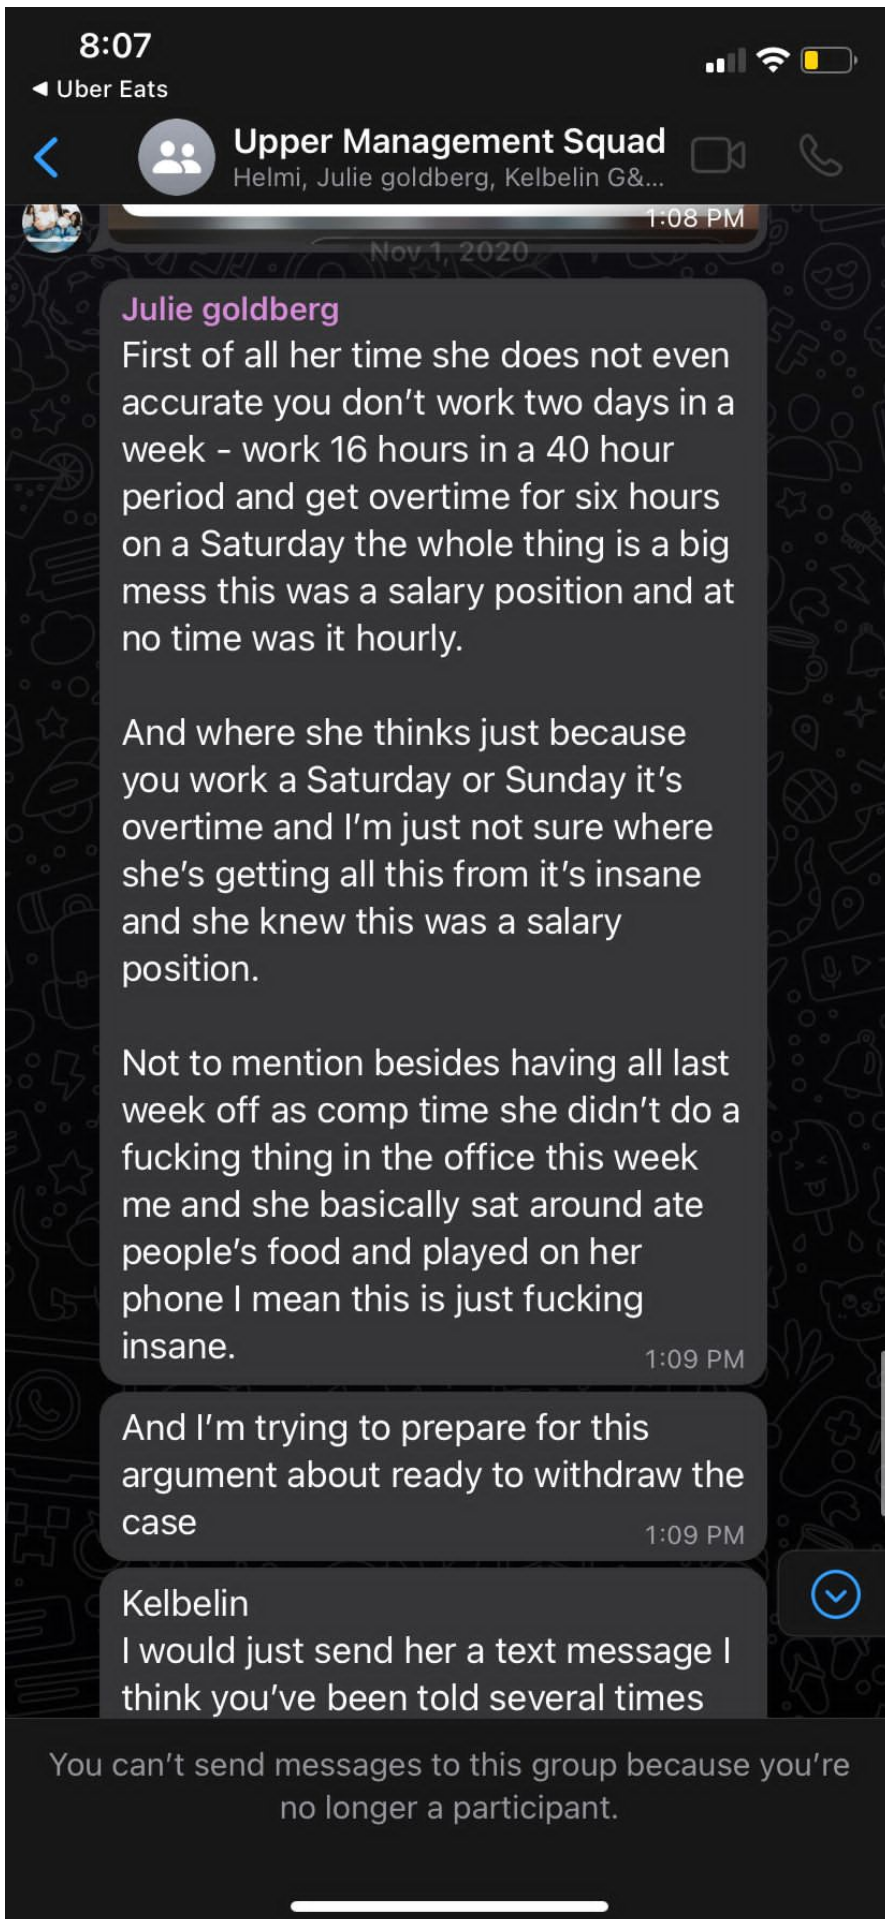 8:07
◀ Uber Eats
Upper Management Squad
Helmi, Julie goldberg, Kelbelin G&...
1:08 PM
Nov 1, 2020
Julie goldberg
First of all her time she does not even
accurate you don’t work two days in a
week - work 16 hours in a 40 hour
period and get overtime for six hours
on a Saturday the whole thing is a big
mess this was a salary position and at
no time was it hourly.
And where she thinks just because
you work a Saturday or Sunday it’s
overtime and I’m just not sure where
she’s getting all this from it’s insane
and she knew this was a salary
position.
Not to mention besides having all last
week off as comp time she didn’t do a
fucking thing in the office this week
me and she basically sat around ate
people’s food and played on her
phone I mean this is just fucking
insane.
1:09 PM
And I’m trying to prepare for this
argument about ready to withdraw the
case
1:09 PM
Kelbelin
I would just send her a text message I
think you’ve been told several times
You can’t send messages to this group because you’re
no longer a participant.